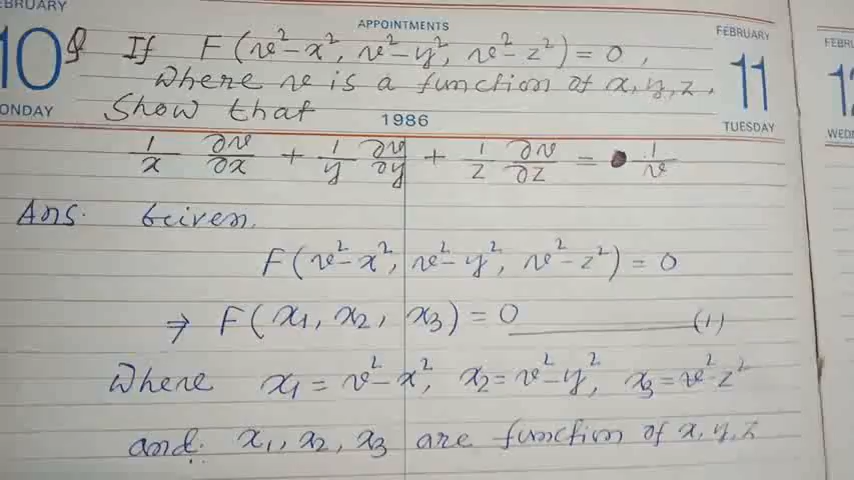 FEBRUARY
10
MONDAY
APPOINTMENTS
1986
FEBRUARY
11
TUESDAY
FEBR
12
WEDN
Q If F(v²-x², v²-y², v²-z²) = 0,
where v is a function of x, y, z,
Show that
1/x ∂v/∂x + 1/y ∂v/∂y + 1/z ∂v/∂z = 1/v
Ans. Given.
F(v²-x², v²-y², v²-z²) = 0
⇒ F(x₁, x₂, x₃) = 0 ———— (1)
Where x₁ = v²-x², x₂ = v²-y², x₃ = v²-z²
and. x₁, x₂, x₃ are function of x, y, z